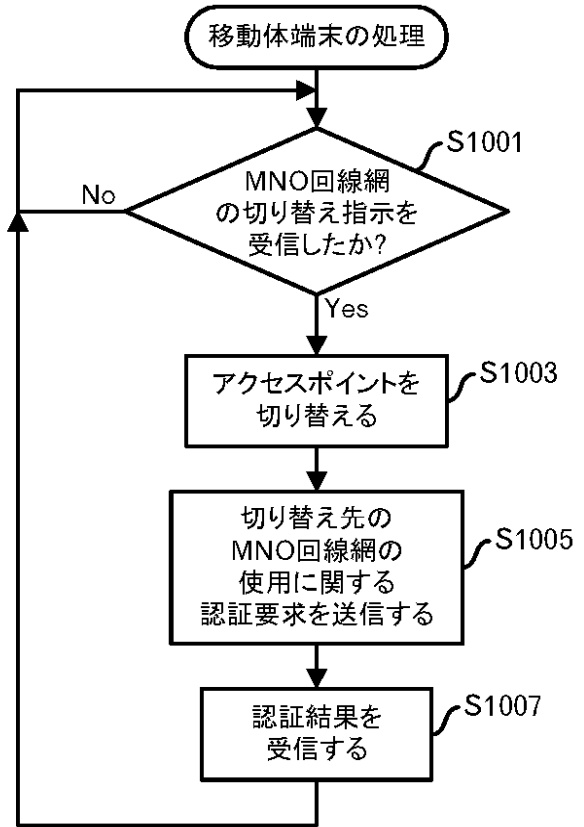 移動体端末の処理
S1001
MNO回線網
の切り替え指示を
受信したか?
No
Yes
アクセスポイントを
切り替える
S1003
切り替え先の
MNO回線網の
使用に関する
認証要求を送信する
S1005
認証結果を
受信する
S1007